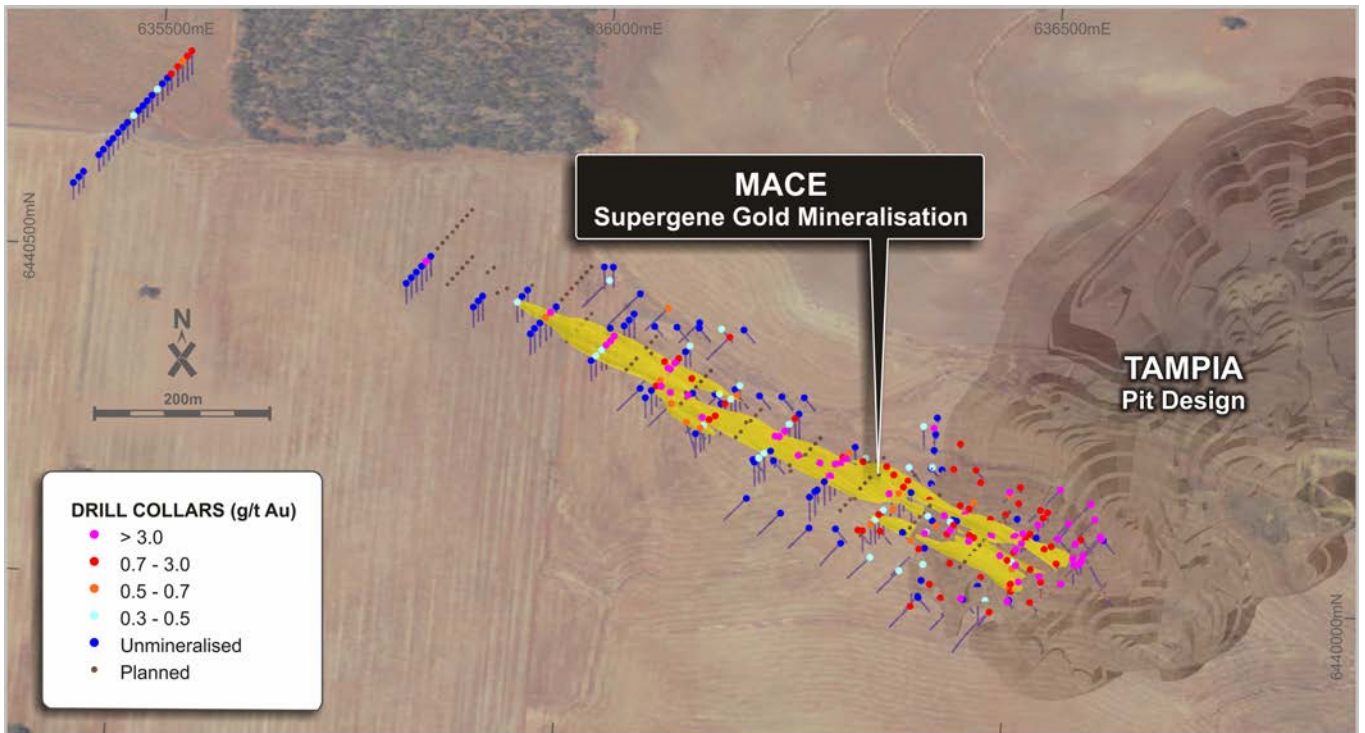 635500mE
636000mE
636500mE
6440500mN
MACE
Supergene Gold Mineralisation
TAMPIA
Pit Design
N
200m
DRILL COLLARS (g/t Au)
> 3.0
0.7 - 3.0
0.5 - 0.7
0.3 - 0.5
Unmineralised
Planned
6440000mN